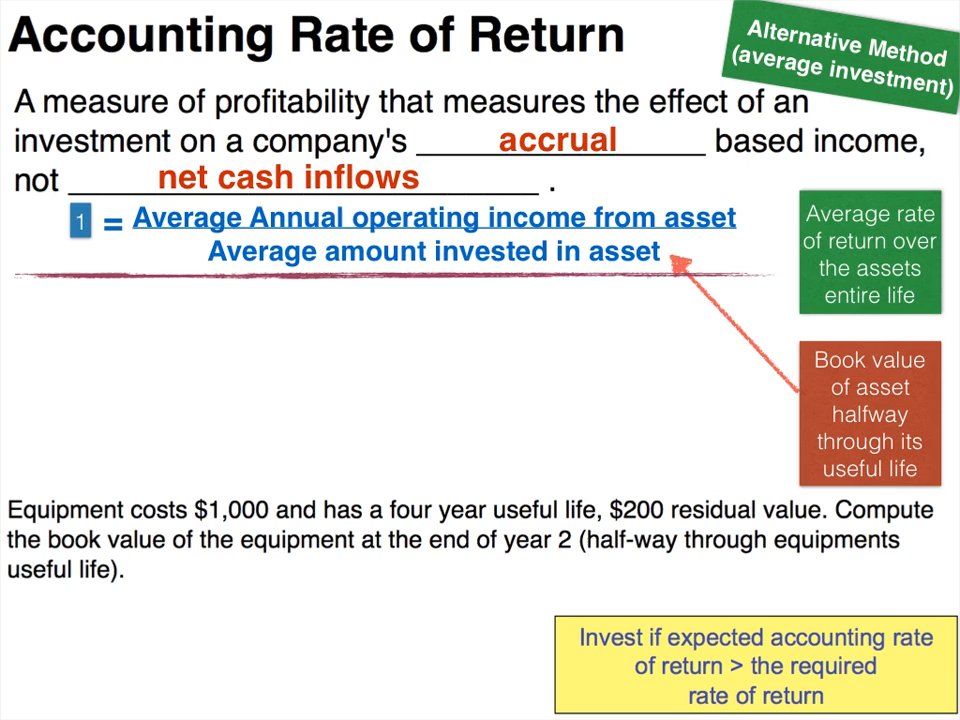 Accounting Rate of Return
Alternative Method
(average investment)
A measure of profitability that measures the effect of an
investment on a company's accrual based income,
not net cash inflows .
1 = Average Annual operating income from asset
Average amount invested in asset
Average rate
of return over
the assets
entire life
Book value
of asset
halfway
through its
useful life
Equipment costs $1,000 and has a four year useful life, $200 residual value. Compute
the book value of the equipment at the end of year 2 (half-way through equipments
useful life).
Invest if expected accounting rate
of return > the required
rate of return